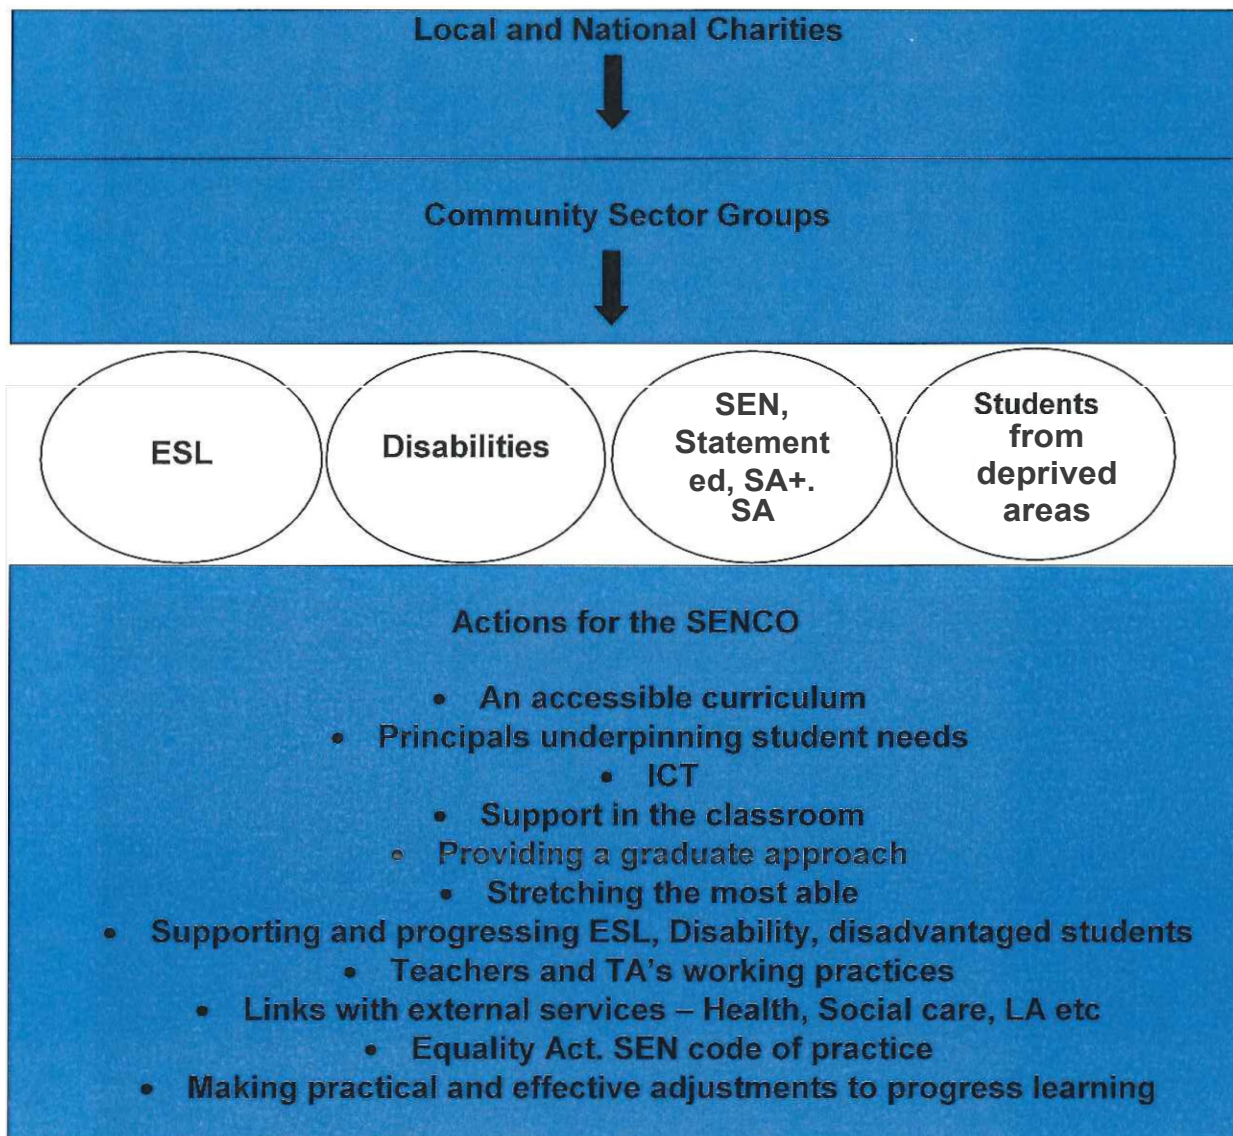 Local and National Charities
Community Sector Groups
ESL
Disabilities
SEN,
Statement
ed, SA+.
SA
Students
from
deprived
areas
Actions for the SENCO
• An accessible curriculum
• Principals underpinning student needs
• ICT
• Support in the classroom
• Providing a graduate approach
• Stretching the most able
• Supporting and progressing ESL, Disability, disadvantaged students
• Teachers and TA's working practices
• Links with external services – Health, Social care, LA etc
• Equality Act. SEN code of practice
• Making practical and effective adjustments to progress learning